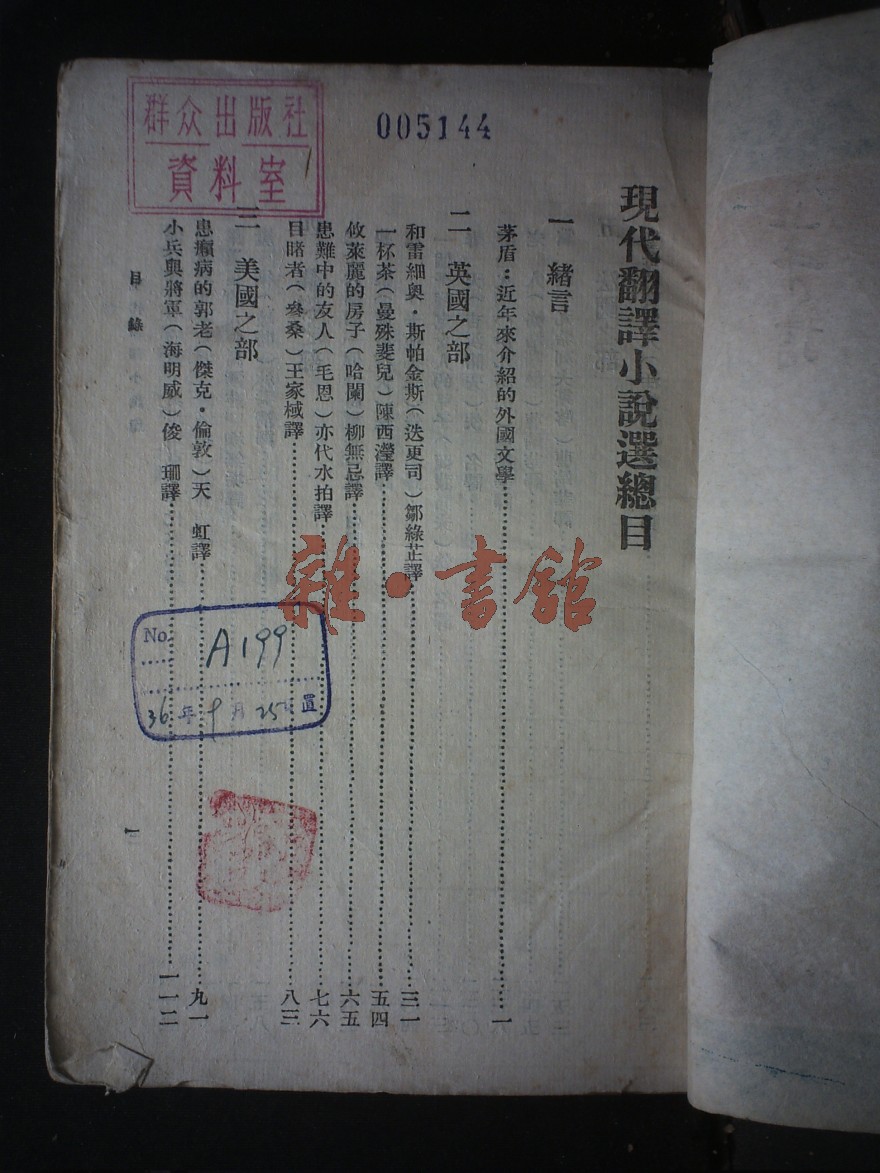 群众出版社
資料室
005144
現代翻譯小說選總目
一 緒言
茅盾：近年來介紹的外國文學……一
二 英國之部
和雷細奧·斯帕金斯（迭更司）鄒綠芷譯……三一
一杯茶（曼殊斐兒）陳西瀅譯……五四
攸萊麗的房子（哈蘭）柳無忌譯……六五
患難中的友人（毛恩）亦代水拍譯……七六
目睹者（參桑）王家棫譯……八三
三 美國之部
患癩病的郭老（傑克·倫敦）天 虹譯……九一
小兵與將軍（海明威）俊 珊譯……一一二
目錄
一
No. A199
36年9月25日置
雜·書館